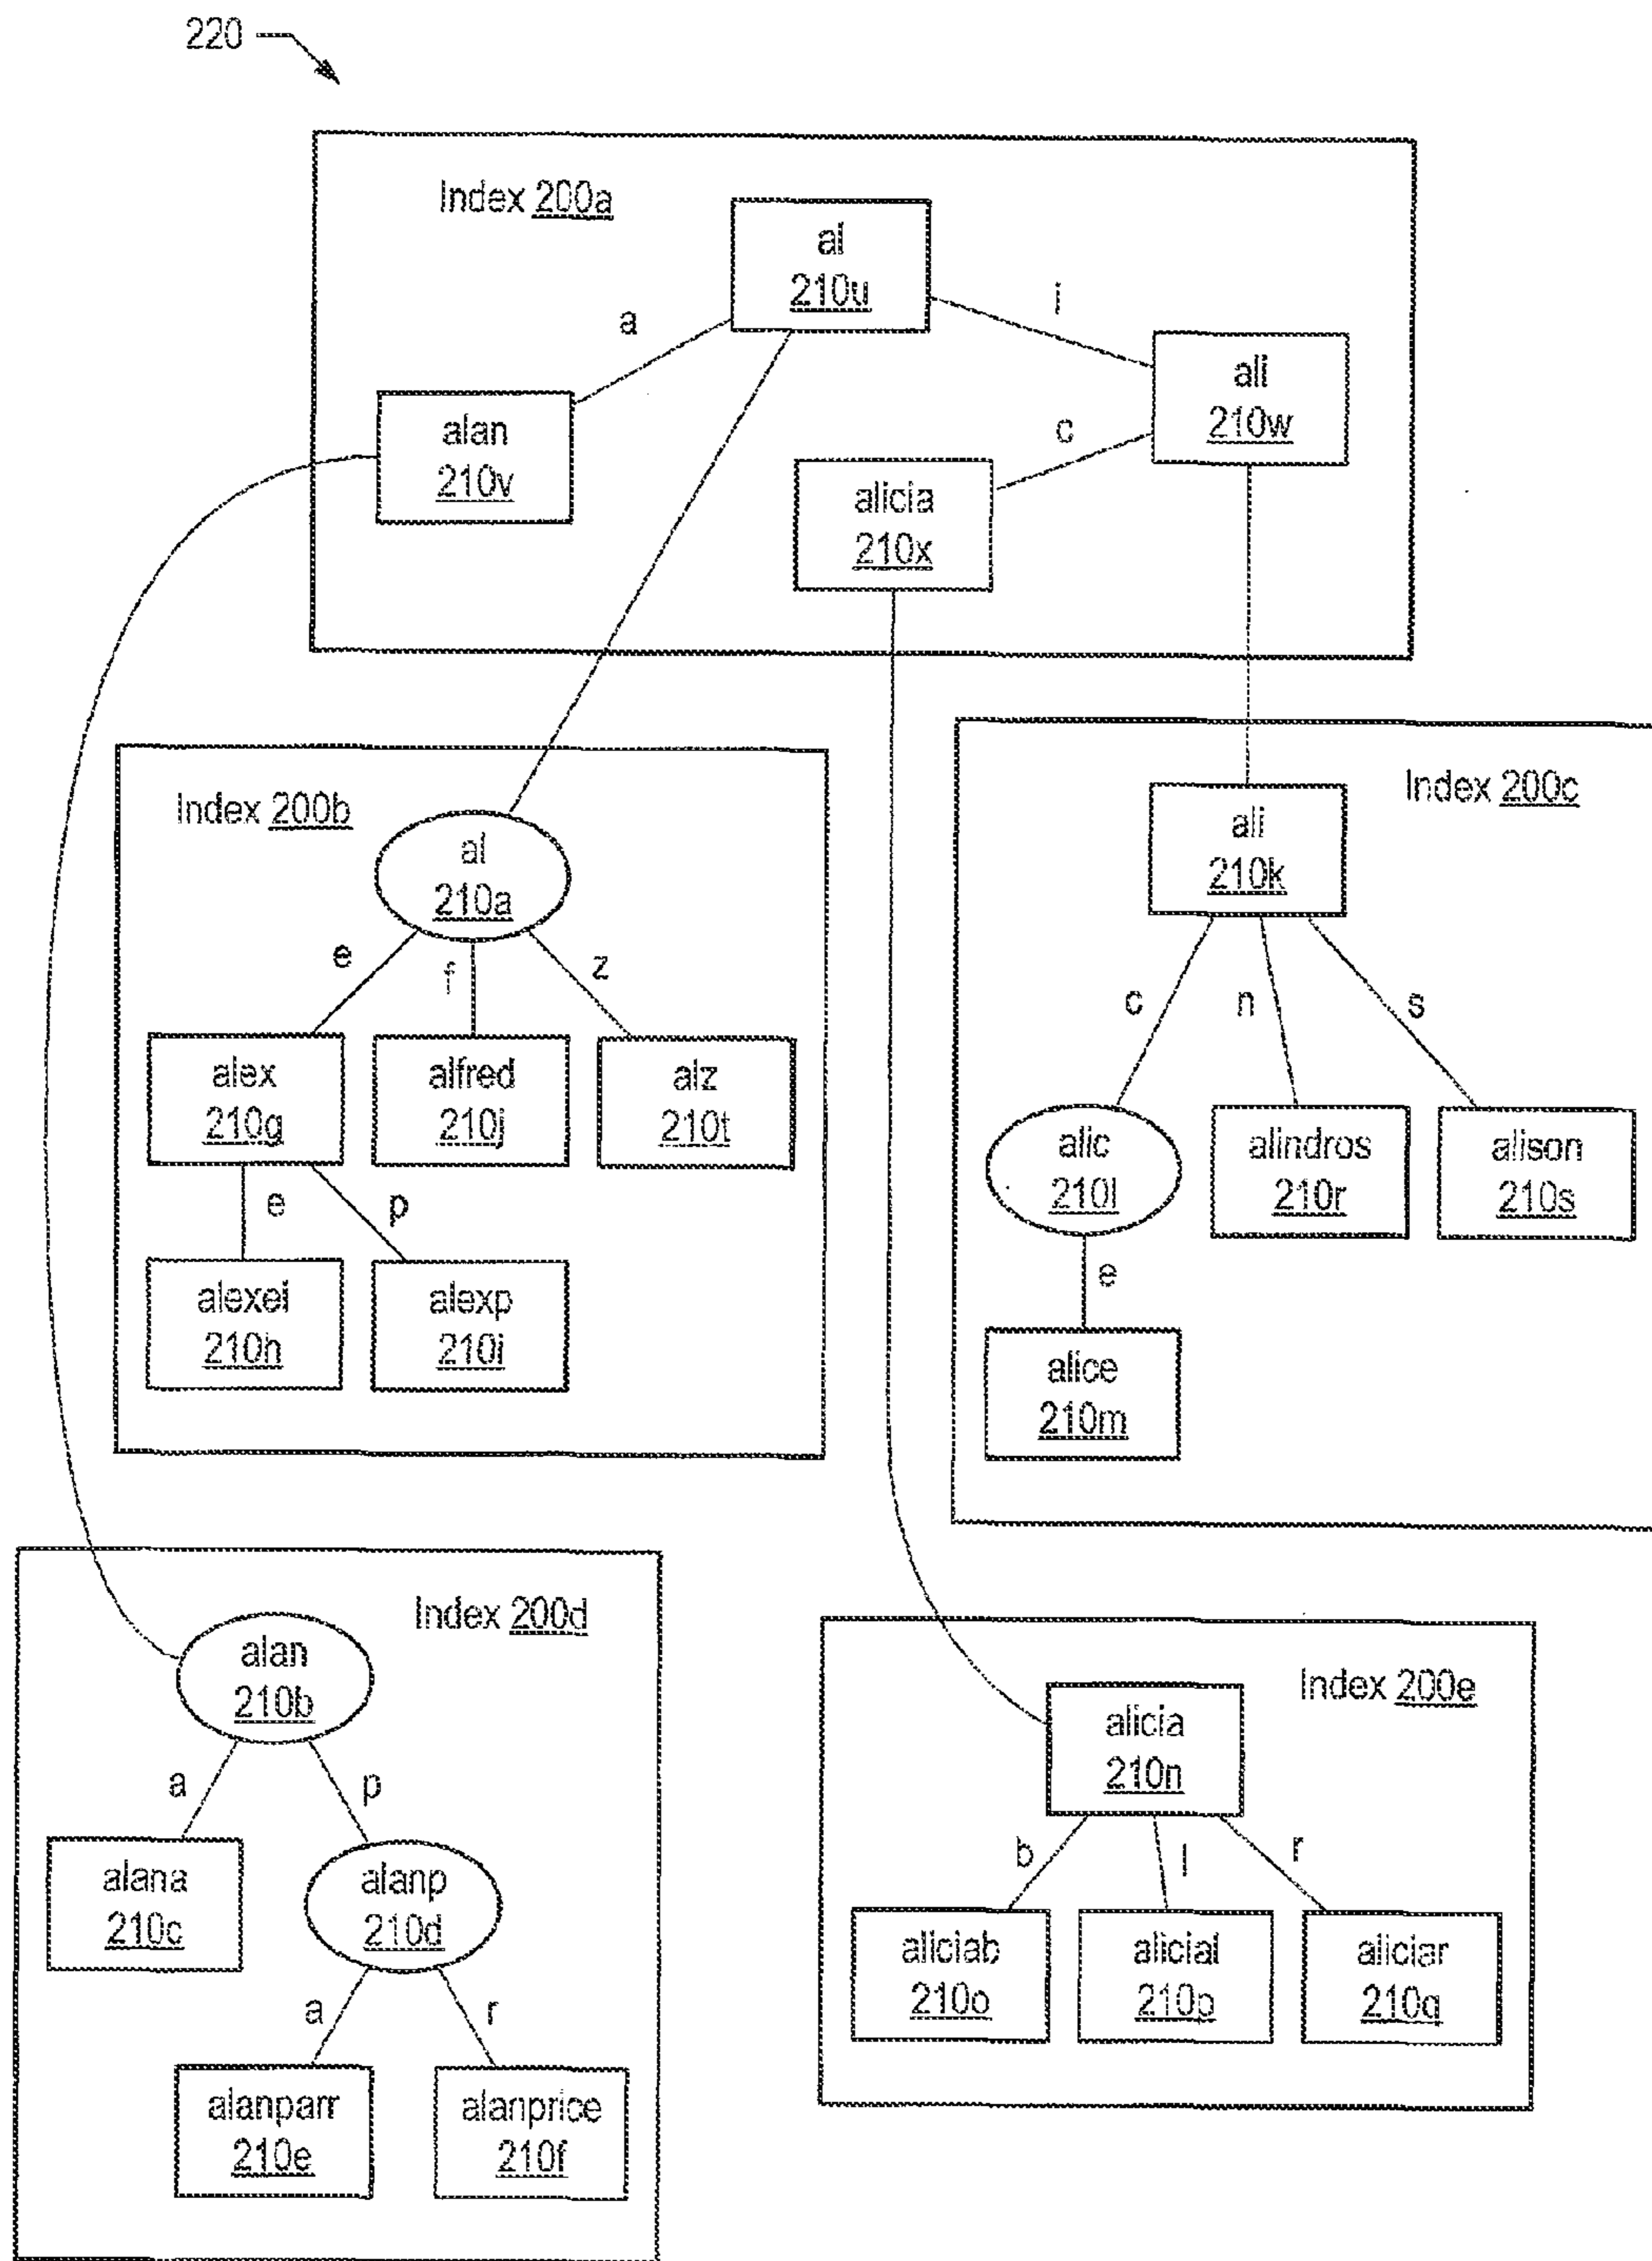 220
Index 200a
al
210u
a
i
alan
210v
ali
210w
c
alicia
210x
Index 200b
al
210a
e
f
z
alex
210g
alfred
210j
alz
210t
e
p
alexei
210h
alexp
210i
Index 200c
ali
210k
c
n
s
alic
210l
alindros
210r
alison
210s
e
alice
210m
Index 200d
alan
210b
a
p
alana
210c
alanp
210d
a
r
alanparr
210e
alanprice
210f
Index 200e
alicia
210n
b
l
r
aliciab
210o
alicial
210p
aliciar
210q